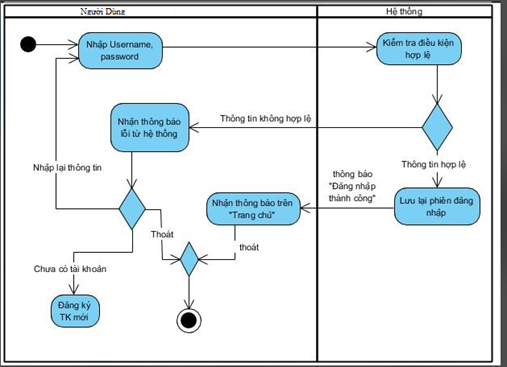 Người Dùng
Hệ thống
Nhập Username,
password
Kiểm tra điều kiện
hợp lệ
Thông tin không hợp lệ
Nhận thông báo
lỗi từ hệ thống
Thông tin hợp lệ
Nhập lại thông tin
thông báo
"Đăng nhập
thành công"
Lưu lại phiên đăng
nhập
Nhận thông báo trên
"Trang chủ"
Thoát
thoát
Chưa có tài khoản
Đăng ký
TK mới